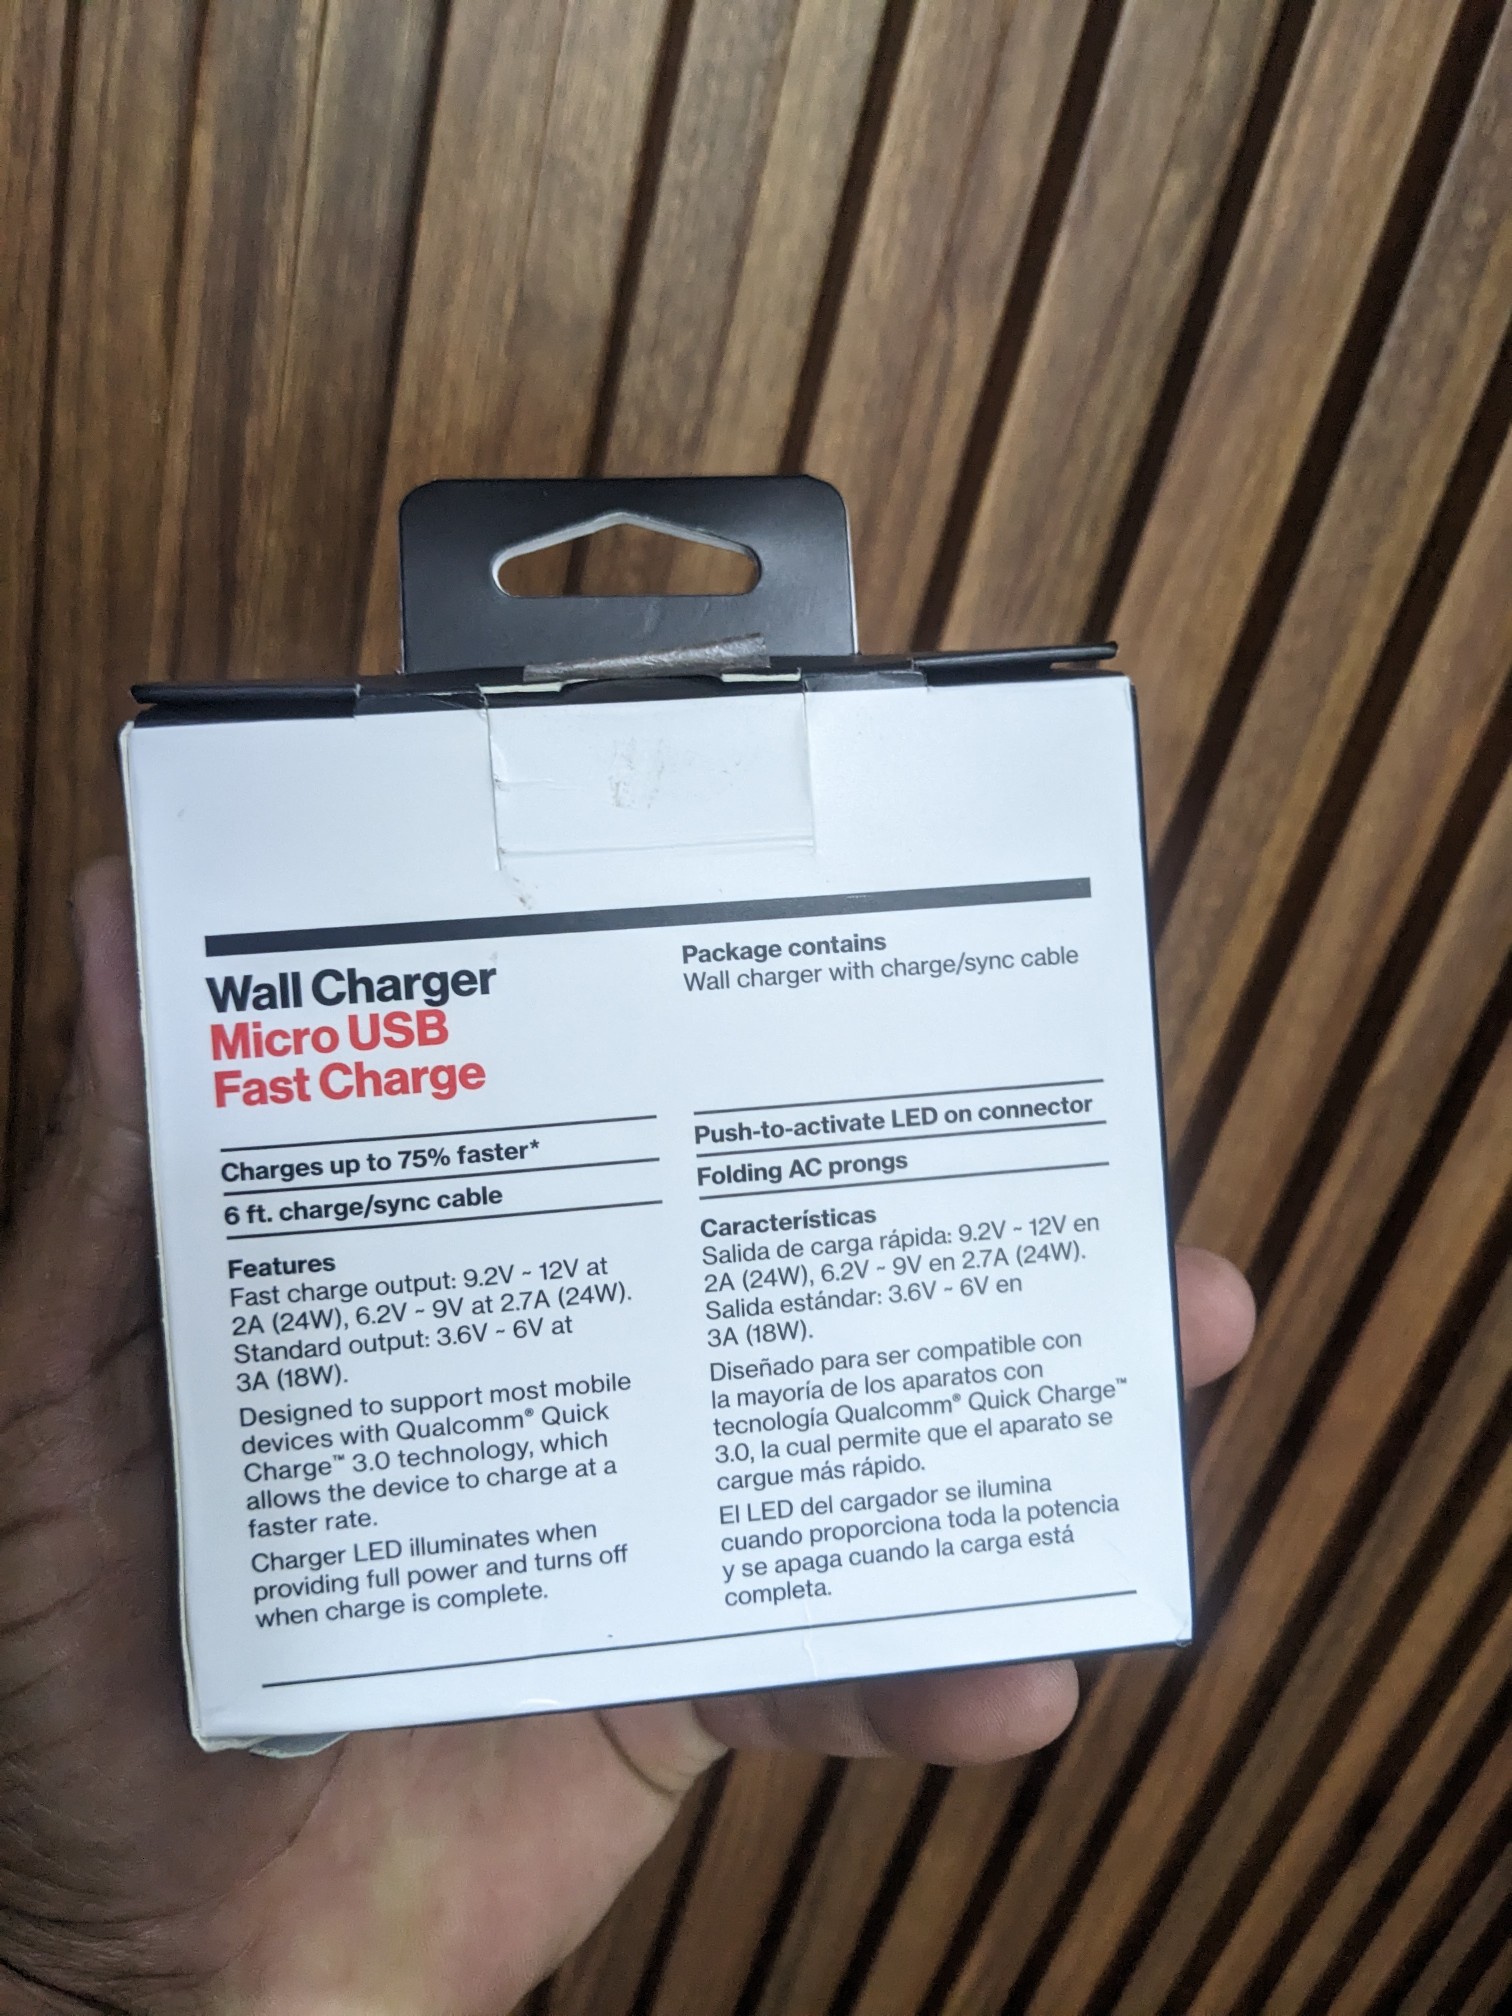 Wall Charger
Micro USB
Fast Charge
Package contains
Wall charger with charge/sync cable
Charges up to 75% faster*
6 ft. charge/sync cable
Push-to-activate LED on connector
Folding AC prongs
Features
Fast charge output: 9.2V ~ 12V at
2A (24W), 6.2V ~ 9V at 2.7A (24W).
Standard output: 3.6V ~ 6V at
3A (18W).
Designed to support most mobile
devices with Qualcomm® Quick
Charge™ 3.0 technology, which
allows the device to charge at a
faster rate.
Charger LED illuminates when
providing full power and turns off
when charge is complete.
Características
Salida de carga rápida: 9.2V ~ 12V en
2A (24W), 6.2V ~ 9V en 2.7A (24W).
Salida estándar: 3.6V ~ 6V en
3A (18W).
Diseñado para ser compatible con
la mayoría de los aparatos con
tecnología Qualcomm® Quick Charge™
3.0, la cual permite que el aparato se
cargue más rápido.
El LED del cargador se ilumina
cuando proporciona toda la potencia
y se apaga cuando la carga está
completa.